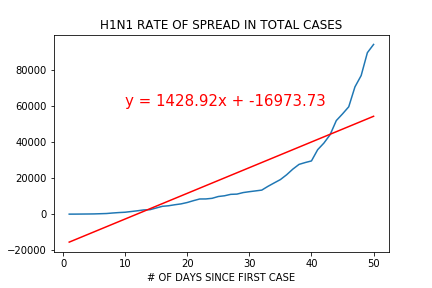 H1N1 RATE OF SPREAD IN TOTAL CASES
80000
y = 1428.92x + -16973.73
60000
40000
20000
0
−20000
0 10 20 30 40 50
# OF DAYS SINCE FIRST CASE